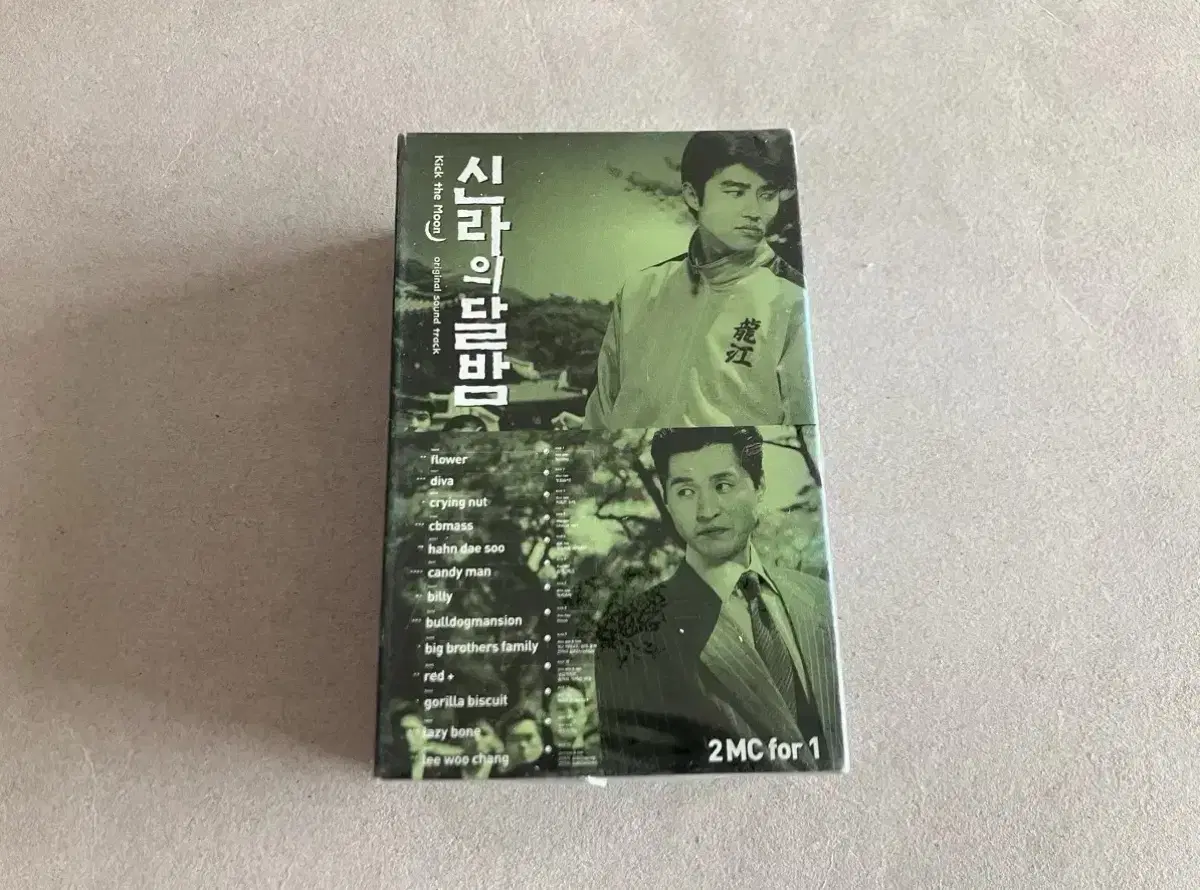 신라의달밤
Kick the Moon
original sound track
龍江
flower
diva
crying nut
cbmass
hahn dae soo
candy man
billy
bulldogmansion
big brothers family
red +
gorilla biscuit
lazy bone
lee woo chang
2MC for 1